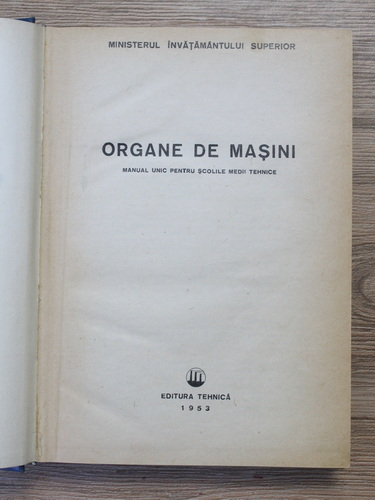 MINISTERUL ÎNVĂȚĂMÂNTULUI SUPERIOR
ORGANE DE MAȘINI
MANUAL UNIC PENTRU ȘCOLILE MEDII TEHNICE
EDITURA TEHNICĂ
1953